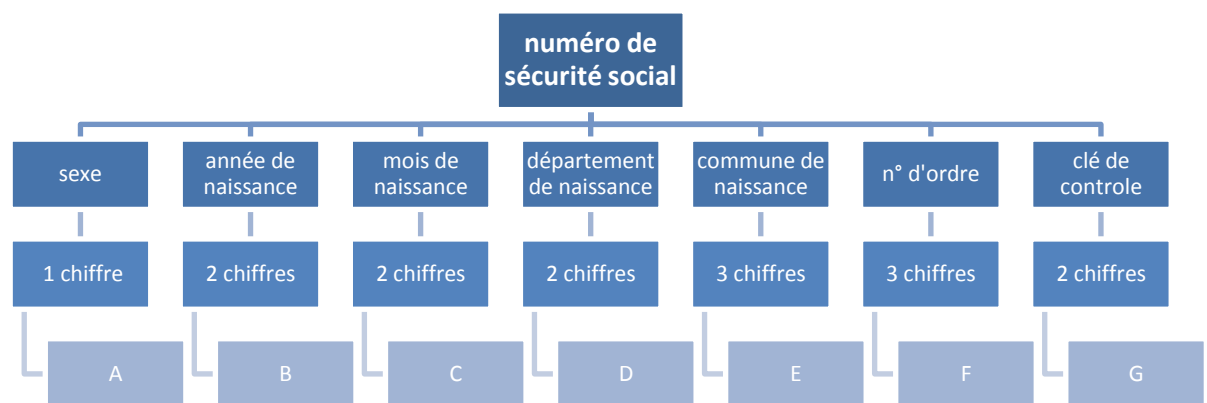 numéro de
sécurité social
sexe
année de
naissance
mois de
naissance
département
de naissance
commune de
naissance
n° d'ordre
clé de
controle
1 chiffre
2 chiffres
2 chiffres
2 chiffres
3 chiffres
3 chiffres
2 chiffres
A
B
C
D
E
F
G